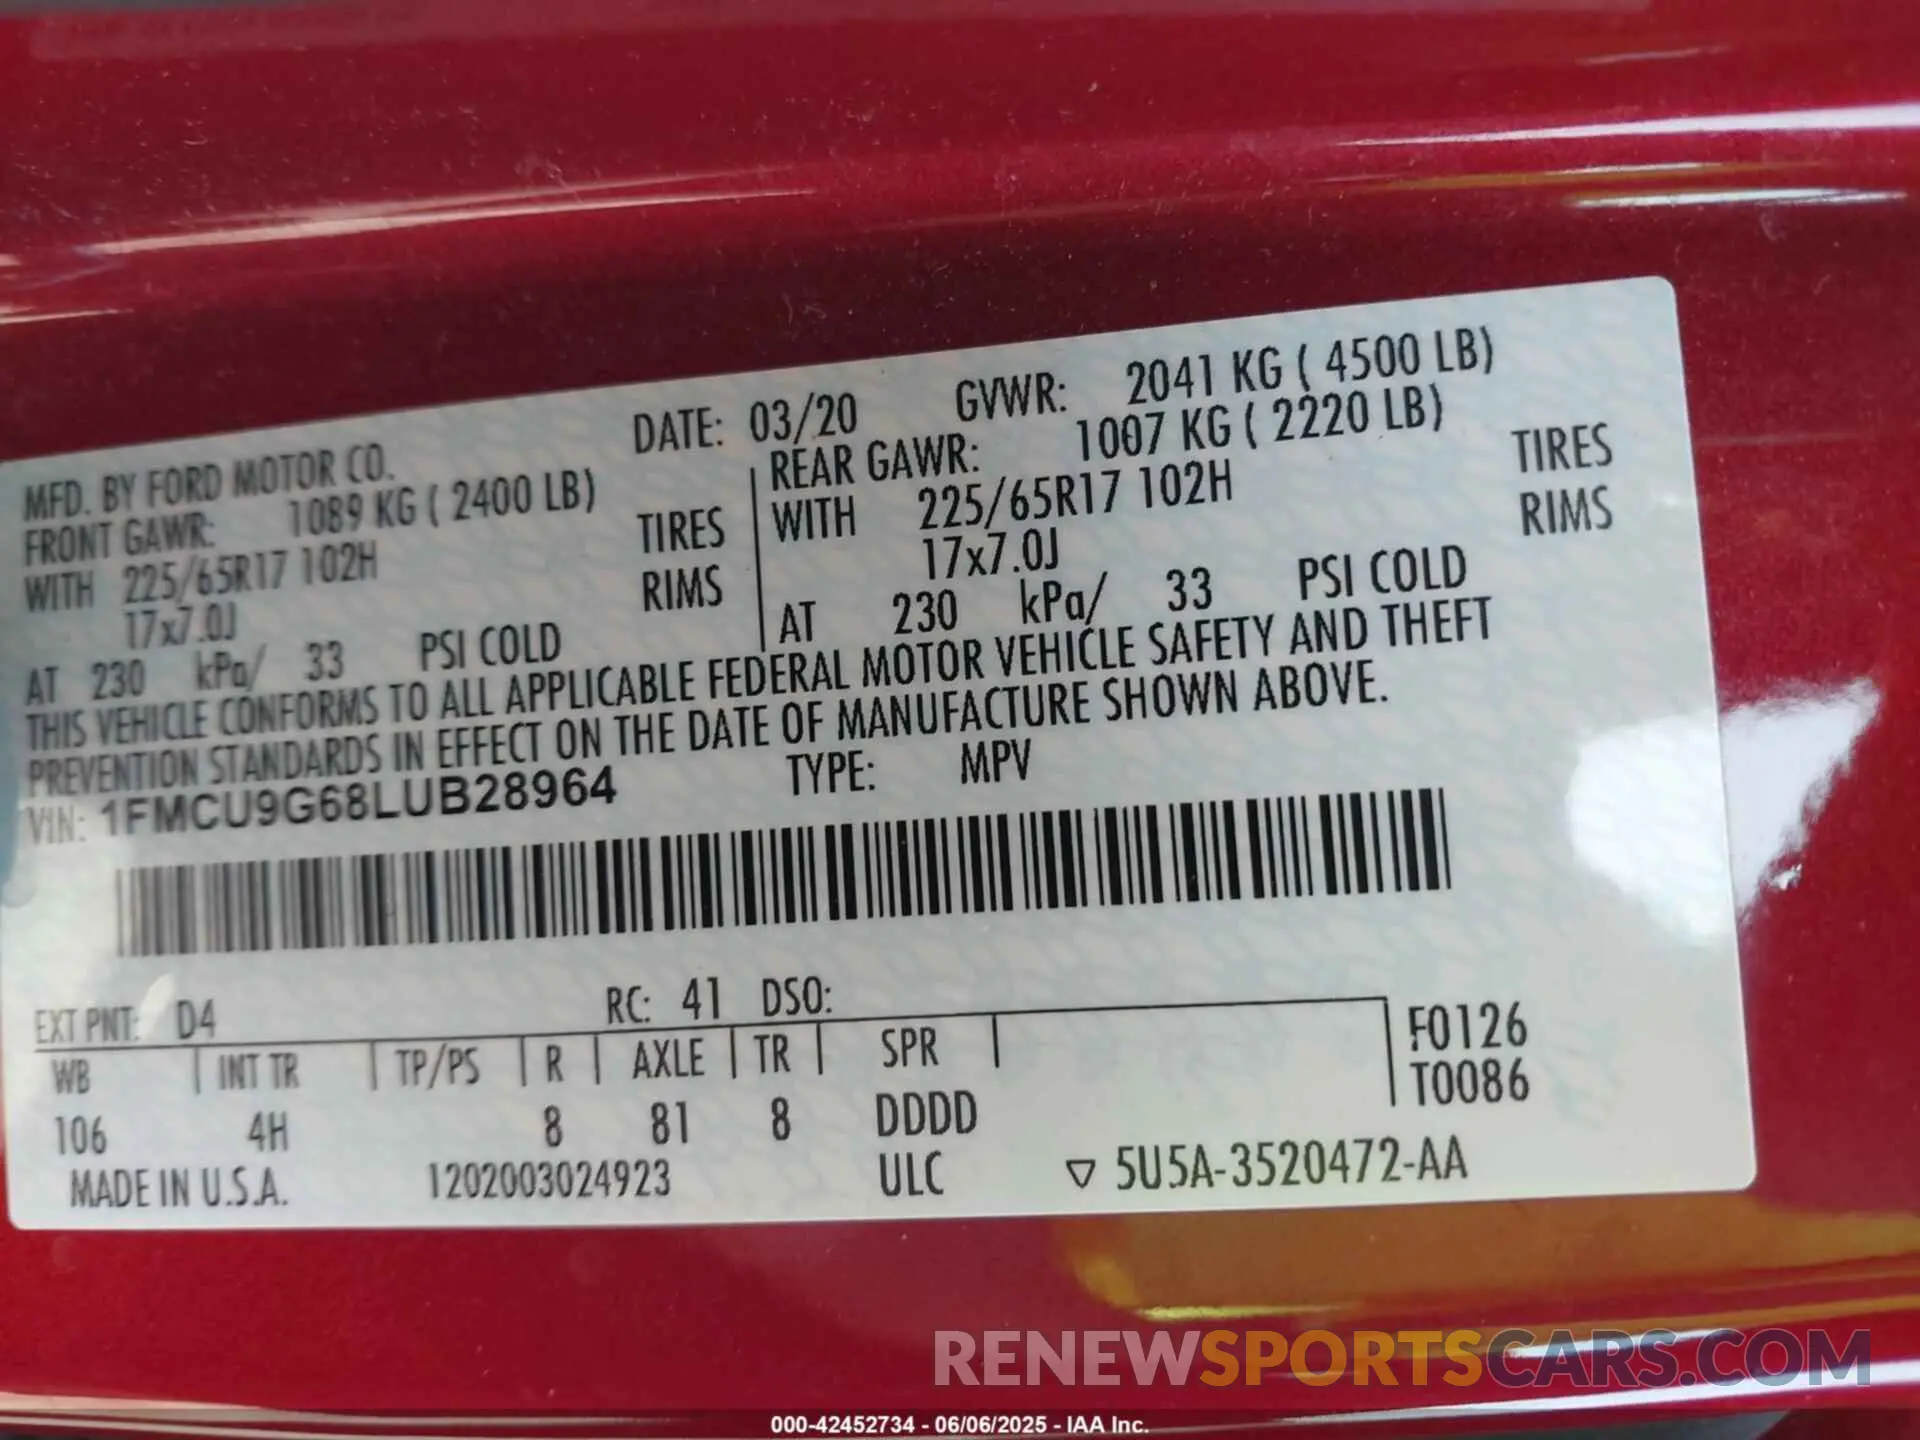 MFD. BY FORD MOTOR CO. DATE: 03/20 GVWR: 2041 KG ( 4500 LB)
FRONT GAWR: 1089 KG ( 2400 LB) REAR GAWR: 1007 KG ( 2220 LB)
WITH 225/65R17 102H TIRES WITH 225/65R17 102H TIRES
17x7.0J RIMS 17x7.0J RIMS
AT 230 kPa/ 33 PSI COLD AT 230 kPa/ 33 PSI COLD
THIS VEHICLE CONFORMS TO ALL APPLICABLE FEDERAL MOTOR VEHICLE SAFETY AND THEFT
PREVENTION STANDARDS IN EFFECT ON THE DATE OF MANUFACTURE SHOWN ABOVE.
VIN: 1FMCU9G68LUB28964 TYPE: MPV
EXT PNT: D4 RC: 41 DSO:
WB INT TR TP/PS R AXLE TR SPR F0126
106 4H 8 81 8 DDDD T0086
MADE IN U.S.A. 1202003024923 ULC ▽ 5U5A-3520472-AA
RENEWSPORTSCARS.COM
000-42452734 - 06/06/2025 - IAA Inc.